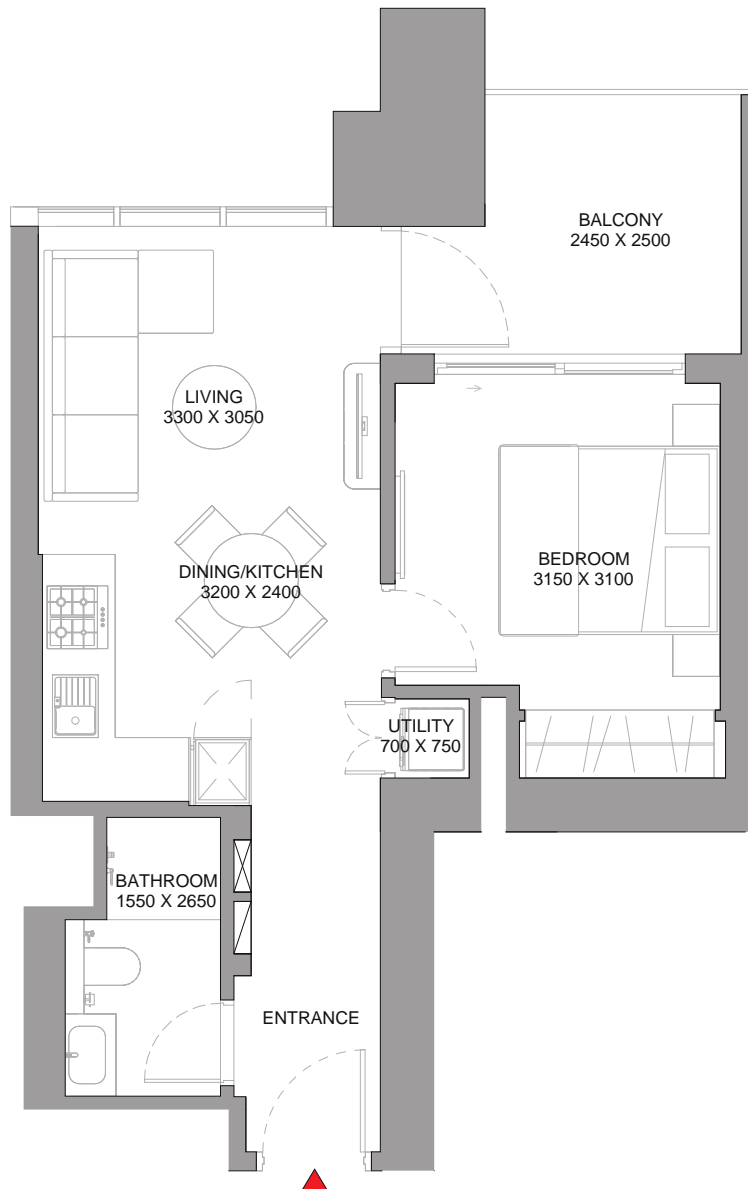 BALCONY
2450 X 2500
LIVING
3300 X 3050
DINING/KITCHEN
3200 X 2400
BEDROOM
3150 X 3100
UTILITY
700 X 750
BATHROOM
1550 X 2650
ENTRANCE